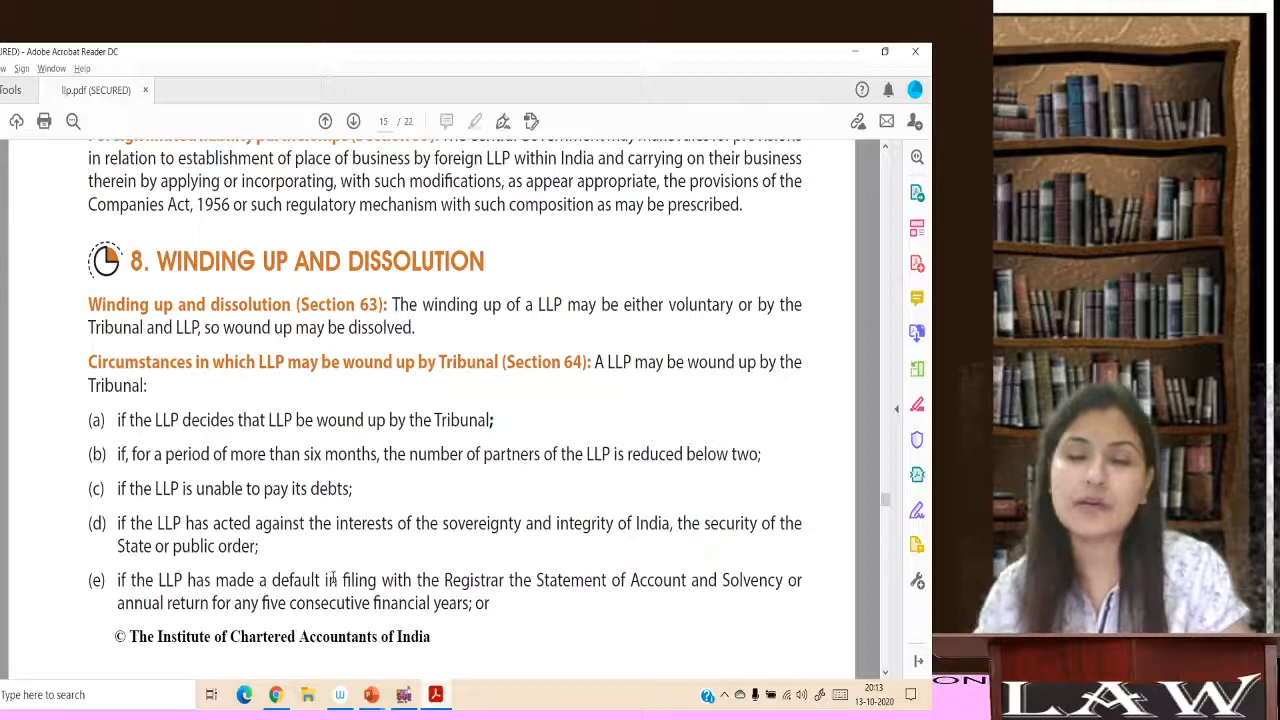 URED) - Adobe Acrobat Reader DC
w Sign Window Help
Tools
llp.pdf (SECURED) ×
15 / 22
in relation to establishment of place of business by foreign LLP within India and carrying on their business
therein by applying or incorporating, with such modifications, as appear appropriate, the provisions of the
Companies Act, 1956 or such regulatory mechanism with such composition as may be prescribed.
8. WINDING UP AND DISSOLUTION
Winding up and dissolution (Section 63): The winding up of a LLP may be either voluntary or by the
Tribunal and LLP, so wound up may be dissolved.
Circumstances in which LLP may be wound up by Tribunal (Section 64): A LLP may be wound up by the
Tribunal:
(a) if the LLP decides that LLP be wound up by the Tribunal;
(b) if, for a period of more than six months, the number of partners of the LLP is reduced below two;
(c) if the LLP is unable to pay its debts;
(d) if the LLP has acted against the interests of the sovereignty and integrity of India, the security of the
State or public order;
(e) if the LLP has made a default in filing with the Registrar the Statement of Account and Solvency or
annual return for any five consecutive financial years; or
© The Institute of Chartered Accountants of India
Type here to search
20:13
13-10-2020
ON
LAW